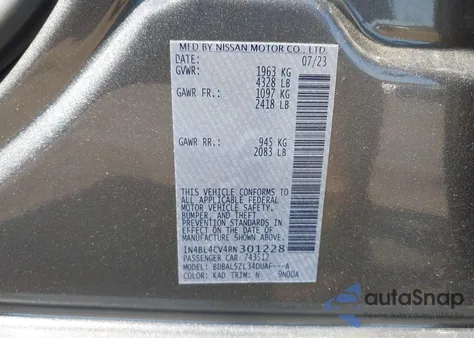 MFD BY NISSAN MOTOR CO., LTD.
DATE: 07/23
GVWR: 1963 KG
4328 LB
GAWR FR.: 1097 KG
2418 LB
GAWR RR.: 945 KG
2083 LB
THIS VEHICLE CONFORMS TO
ALL APPLICABLE FEDERAL
MOTOR VEHICLE SAFETY,
BUMPER, AND THEFT
PREVENTION STANDARDS IN
EFFECT ON THE DATE OF
MANUFACTURE SHOWN ABOVE.
1N4BL4CV4RN301228
PASSENGER CAR 743512
MODEL: BDBALSZL34DUAF---A
COLOR: KAD TRIM: N 9N00A
autoSnap